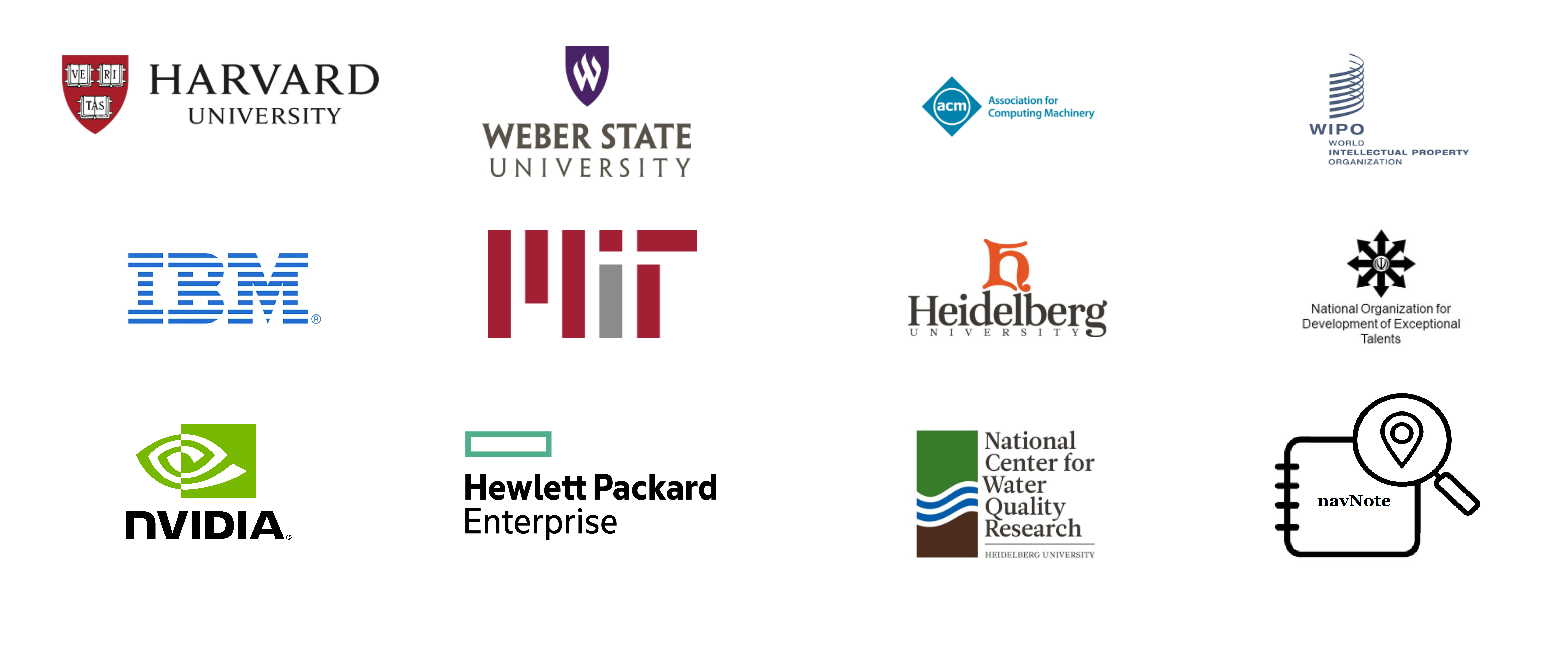 VE RI
TAS
HARVARD
UNIVERSITY
W
WEBER STATE
UNIVERSITY
acm
Association for
Computing Machinery
WIPO
WORLD
INTELLECTUAL PROPERTY
ORGANIZATION
IBM®
MIT
h
Heidelberg
UNIVERSITY
National Organization for
Development of Exceptional
Talents
NVIDIA
Hewlett Packard
Enterprise
National
Center for
Water
Quality
Research
HEIDELBERG UNIVERSITY
navNote